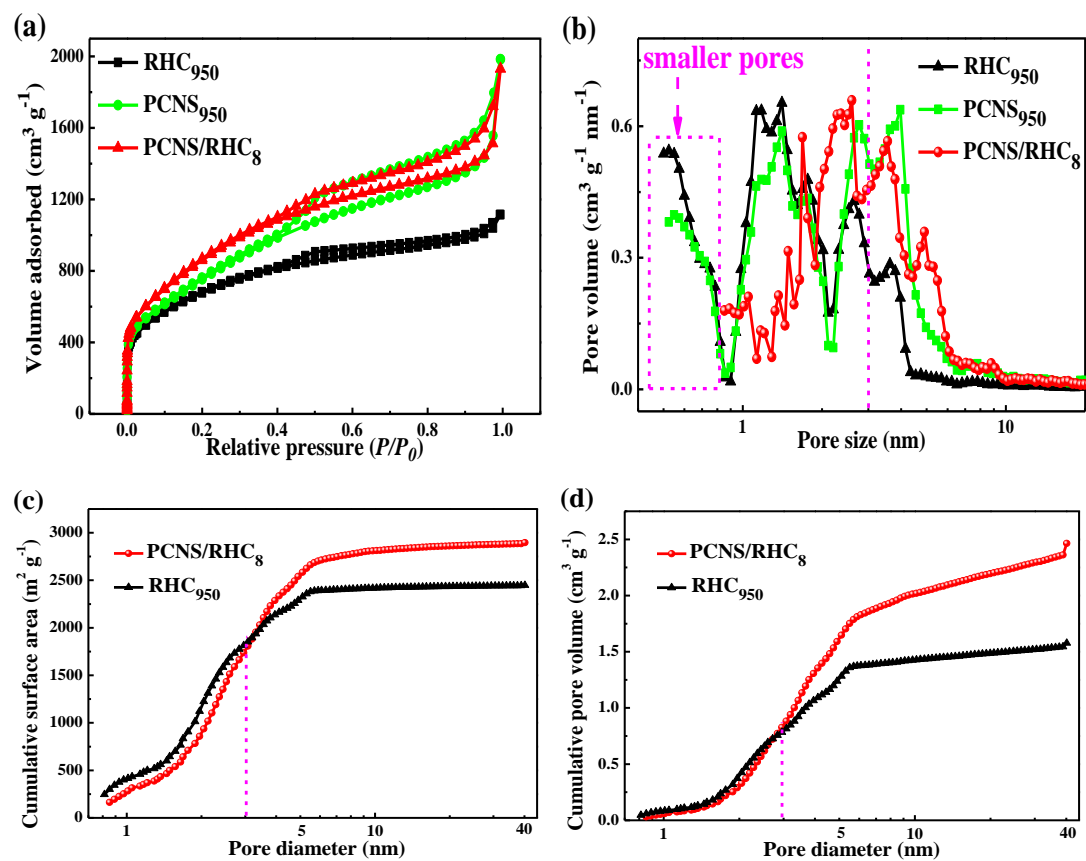 (a)
RHC950
PCNS950
PCNS/RHC8
Volume adsorbed (cm3 g-1)
2000
1600
1200
800
400
0
0.0 0.2 0.4 0.6 0.8 1.0
Relative pressure (P/P0)
(b)
smaller pores
RHC950
PCNS950
PCNS/RHC8
Pore volume (cm3 g-1 nm-1)
0.6
0.3
0.0
1 10
Pore size (nm)
(c)
PCNS/RHC8
RHC950
Cumulative surface area (m2 g-1)
3000
2500
2000
1500
1000
500
0
1 5 10 40
Pore diameter (nm)
(d)
PCNS/RHC8
RHC950
Cumulative pore volume (cm3 g-1)
2.5
2.0
1.5
1.0
0.5
0.0
1 5 10 40
Pore diameter (nm)